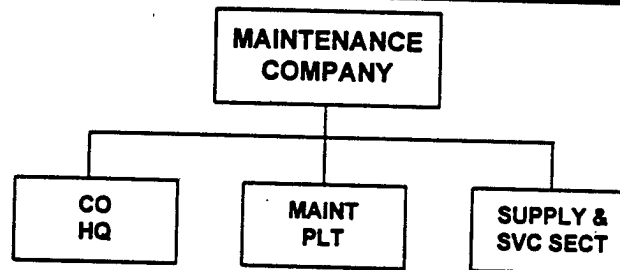 MAINTENANCE
COMPANY
CO
HQ
MAINT
PLT
SUPPLY &
SVC SECT